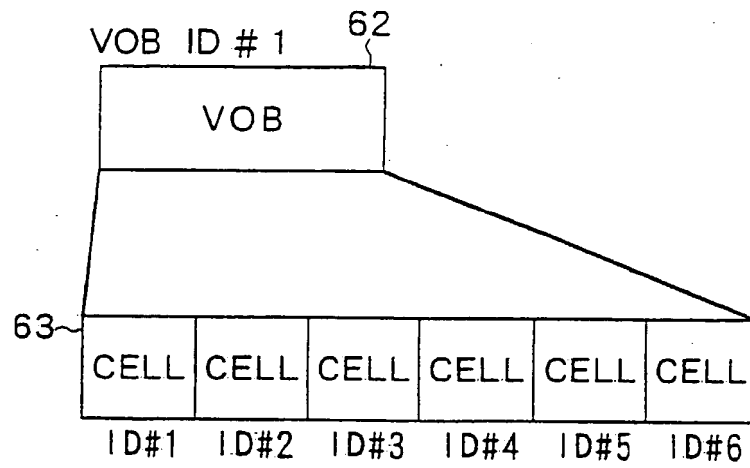 VOB ID # 1
62
VOB
63
CELL CELL CELL CELL CELL CELL
ID#1 ID#2 ID#3 ID#4 ID#5 ID#6